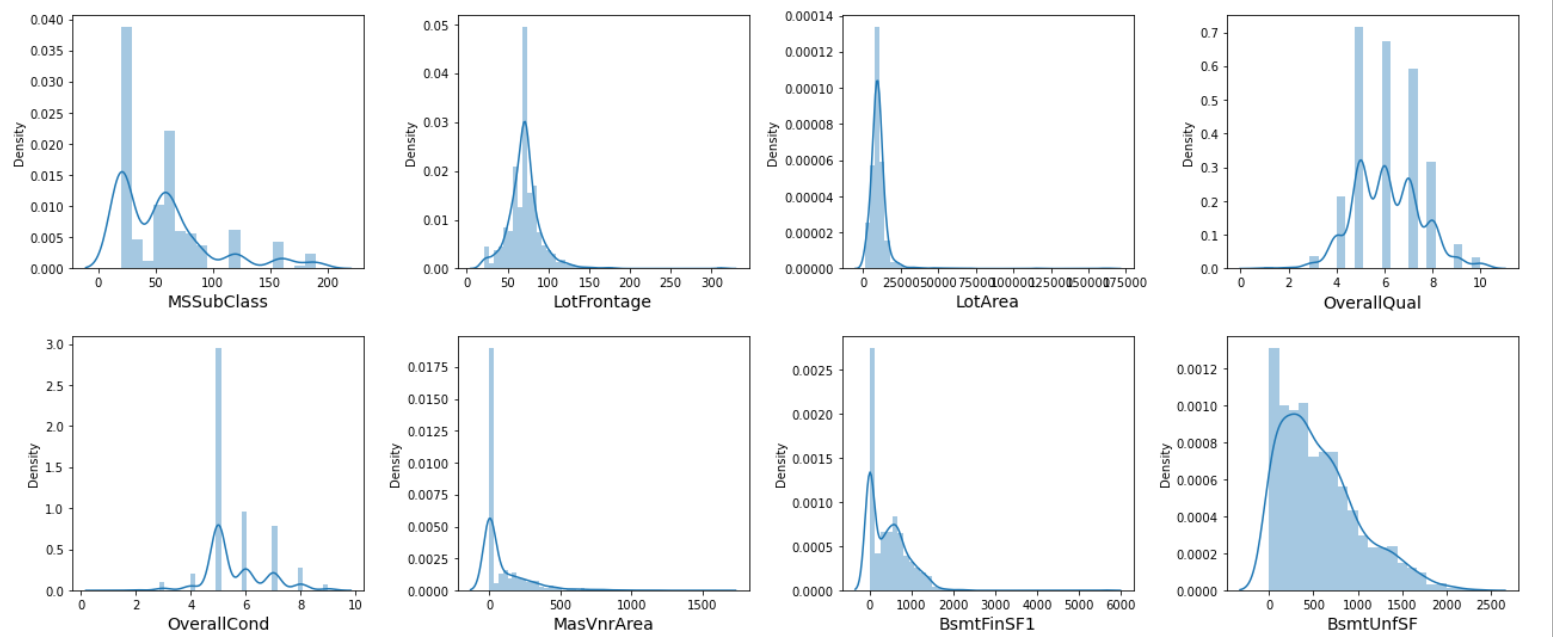 0.040
0.035
0.030
0.025
0.020
0.015
0.010
0.005
0.000
Density
0 50 100 150 200
MSSubClass
0.05
0.04
0.03
0.02
0.01
0.00
Density
0 50 100 150 200 250 300
LotFrontage
0.00014
0.00012
0.00010
0.00008
0.00006
0.00004
0.00002
0.00000
Density
0 25000 50000 75000 100000 125000 150000 175000
LotArea
0.7
0.6
0.5
0.4
0.3
0.2
0.1
0.0
Density
0 2 4 6 8 10
OverallQual
3.0
2.5
2.0
1.5
1.0
0.5
0.0
Density
0 2 4 6 8 10
OverallCond
0.0175
0.0150
0.0125
0.0100
0.0075
0.0050
0.0025
0.0000
Density
0 500 1000 1500
MasVnrArea
0.0025
0.0020
0.0015
0.0010
0.0005
0.0000
Density
0 1000 2000 3000 4000 5000 6000
BsmtFinSF1
0.0012
0.0010
0.0008
0.0006
0.0004
0.0002
0.0000
Density
0 500 1000 1500 2000 2500
BsmtUnfSF